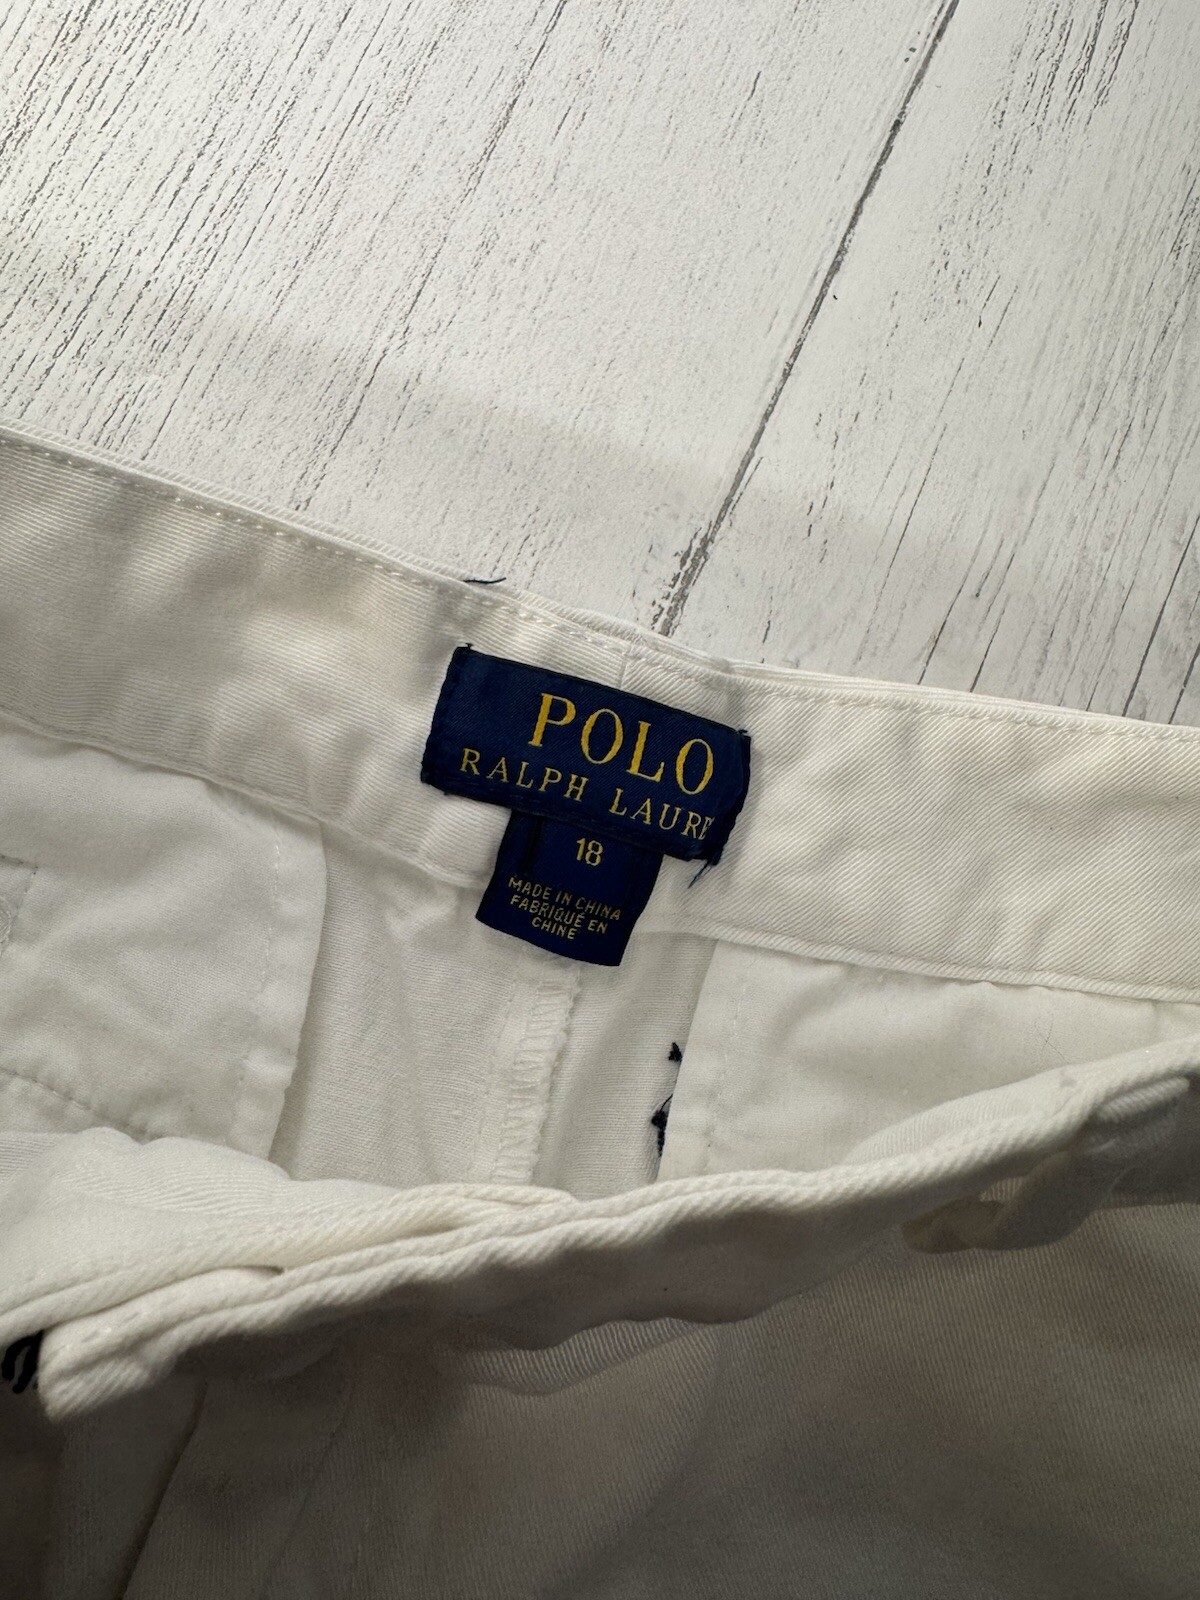 POLO
RALPH LAURE
18
MADE IN CHINA
FABRIQUÉ EN
CHINE